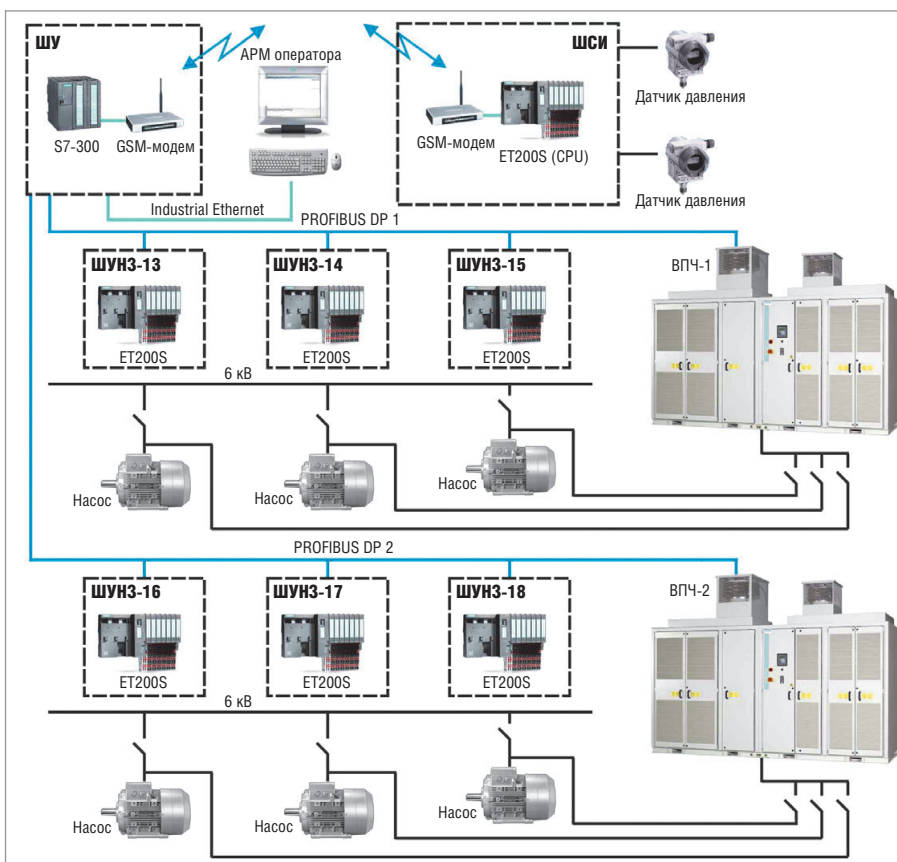 ШУ
АРМ оператора
ШСИ
Датчик давления
S7-300
GSM-модем
GSM-модем
ET200S (CPU)
Датчик давления
Industrial Ethernet
PROFIBUS DP 1
ШУНЗ-13
ШУНЗ-14
ШУНЗ-15
ВПЧ-1
ET200S
ET200S
ET200S
6 кВ
Насос
Насос
Насос
PROFIBUS DP 2
ШУНЗ-16
ШУНЗ-17
ШУНЗ-18
ВПЧ-2
ET200S
ET200S
ET200S
6 кВ
Насос
Насос
Насос